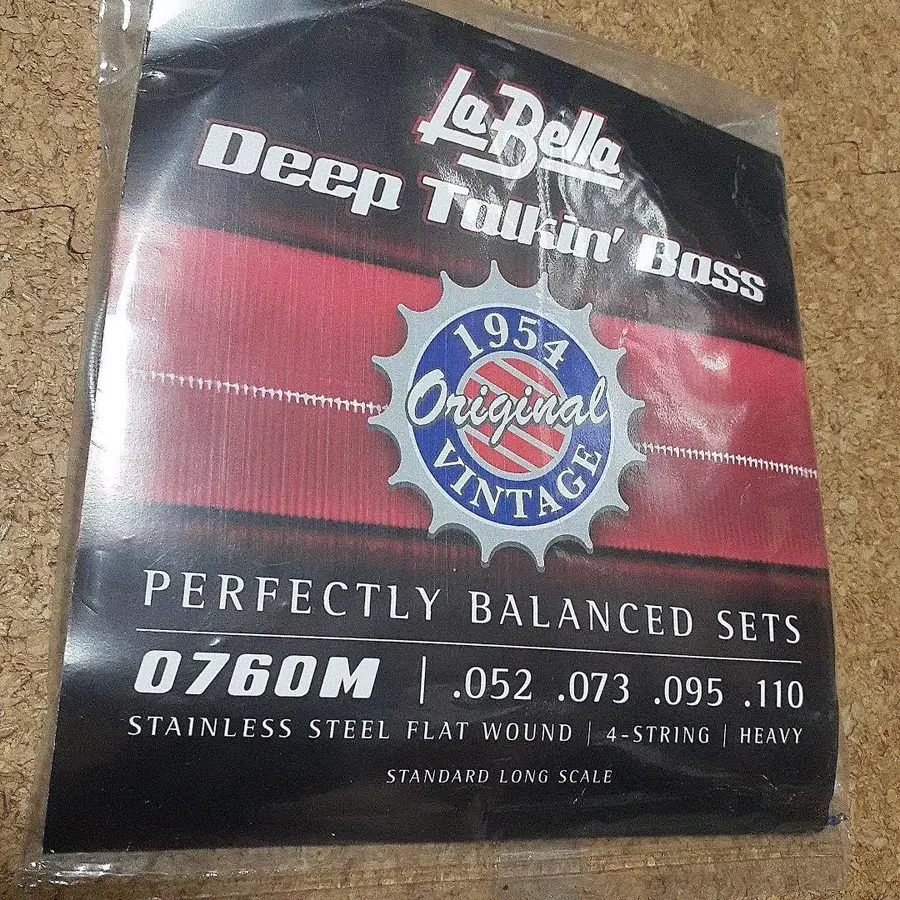 La Bella
Deep Talkin' Bass
1954
Original
VINTAGE
PERFECTLY BALANCED SETS
0760M | .052 .073 .095 .110
STAINLESS STEEL FLAT WOUND | 4-STRING | HEAVY
STANDARD LONG SCALE